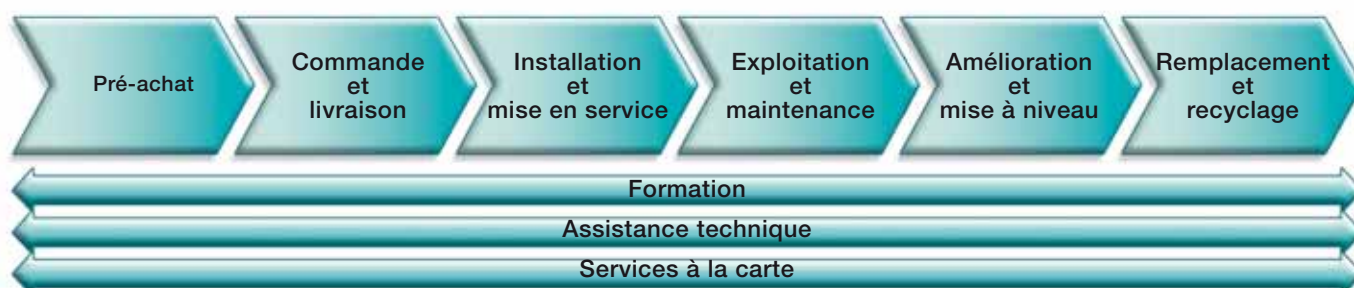 Pré-achat
Commande
et
livraison
Installation
et
mise en service
Exploitation
et
maintenance
Amélioration
et
mise à niveau
Remplacement
et
recyclage
Formation
Assistance technique
Services à la carte